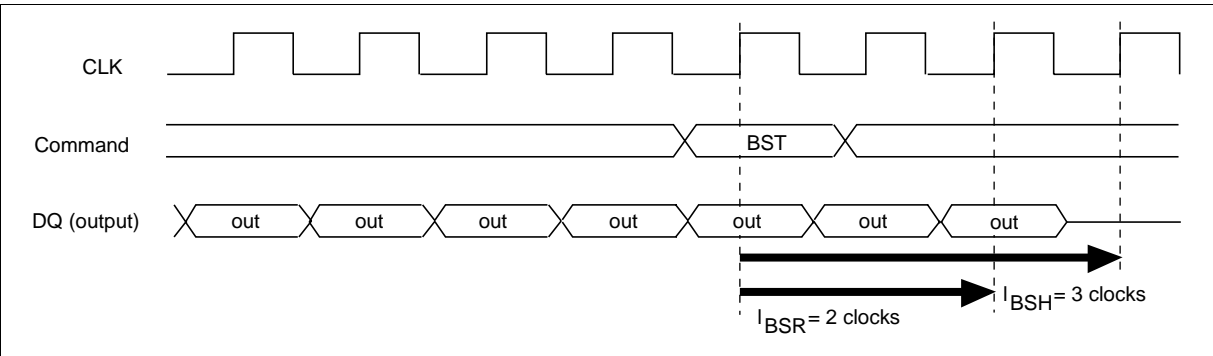 CLK
Command
BST
DQ (output)
out out out out out out out
l BSH = 3 clocks
l BSR = 2 clocks